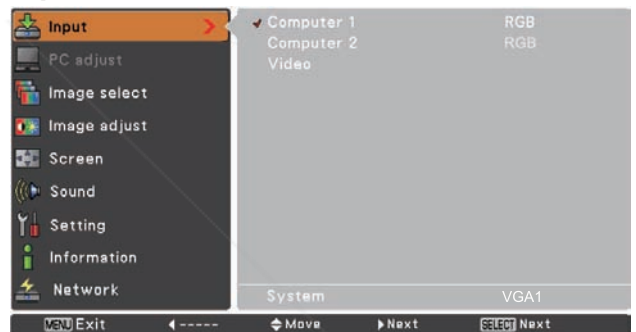 Input
PC adjust
Image select
Image adjust
Screen
Sound
Setting
Information
Network
Computer 1 RGB
Computer 2 RGB
Video
System VGA1
MENU Exit ----- Move Next SELECT Next